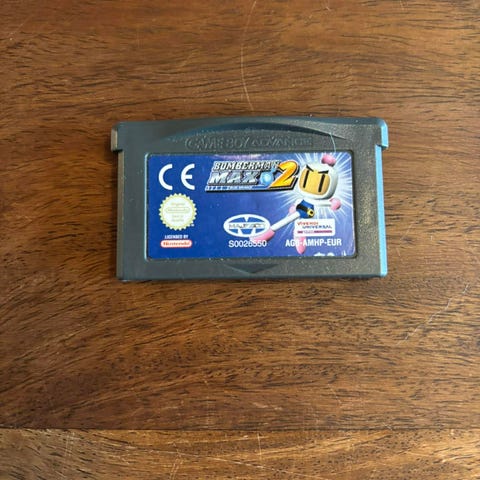 GAME BOY ADVANCE
BOMBERMAN
MAX 2
CE
LICENSED BY
Nintendo
S0026550
VIVENDI
UNIVERSAL
AGB-AMHP-EUR